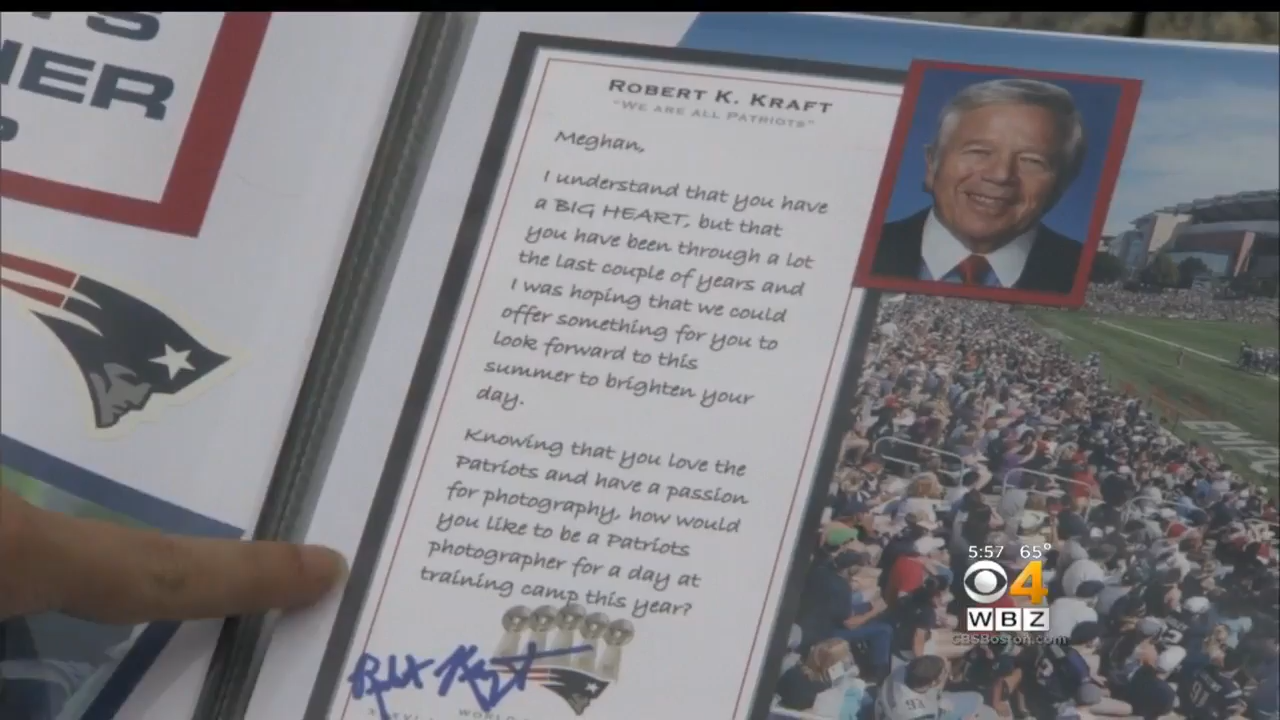 ROBERT K. KRAFT
"WE ARE ALL PATRIOTS"
Meghan,
I understand that you have
a BIG HEART, but that
you have been through a lot
the last couple of years and
I was hoping that we could
offer something for you to
look forward to this
summer to brighten your
day.
Knowing that you love the
Patriots and have a passion
for photography, how would
you like to be a Patriots
photographer for a day at
training camp this year?
5:57 65°
4
WBZ
CBSBoston.com
93